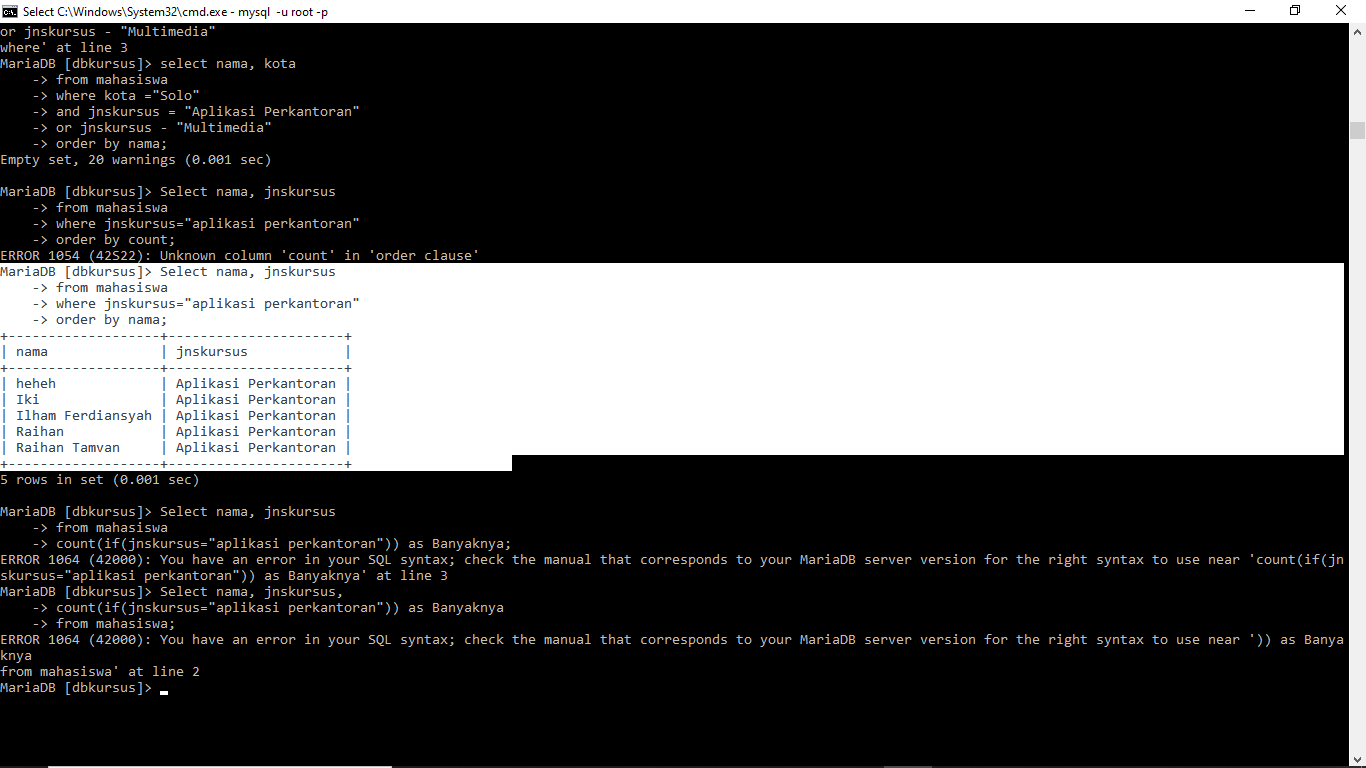 Select C:\Windows\System32\cmd.exe - mysql  -u root -p
or jnskursus - "Multimedia"
where' at line 3
MariaDB [dbkursus]> select nama, kota
    -> from mahasiswa
    -> where kota ="Solo"
    -> and jnskursus = "Aplikasi Perkantoran"
    -> or jnskursus - "Multimedia"
    -> order by nama;
Empty set, 20 warnings (0.001 sec)

MariaDB [dbkursus]> Select nama, jnskursus
    -> from mahasiswa
    -> where jnskursus="aplikasi perkantoran"
    -> order by count;
ERROR 1054 (42S22): Unknown column 'count' in 'order clause'
MariaDB [dbkursus]> Select nama, jnskursus
    -> from mahasiswa
    -> where jnskursus="aplikasi perkantoran"
    -> order by nama;
+-------------------+----------------------+
| nama              | jnskursus            |
+-------------------+----------------------+
| heheh             | Aplikasi Perkantoran |
| Iki               | Aplikasi Perkantoran |
| Ilham Ferdiansyah | Aplikasi Perkantoran |
| Raihan            | Aplikasi Perkantoran |
| Raihan Tamvan     | Aplikasi Perkantoran |
+-------------------+----------------------+
5 rows in set (0.001 sec)

MariaDB [dbkursus]> Select nama, jnskursus
    -> from mahasiswa
    -> count(if(jnskursus="aplikasi perkantoran")) as Banyaknya;
ERROR 1064 (42000): You have an error in your SQL syntax; check the manual that corresponds to your MariaDB server version for the right syntax to use near 'count(if(jn
skursus="aplikasi perkantoran")) as Banyaknya' at line 3
MariaDB [dbkursus]> Select nama, jnskursus,
    -> count(if(jnskursus="aplikasi perkantoran")) as Banyaknya
    -> from mahasiswa;
ERROR 1064 (42000): You have an error in your SQL syntax; check the manual that corresponds to your MariaDB server version for the right syntax to use near ')) as Banya
knya
from mahasiswa' at line 2
MariaDB [dbkursus]>